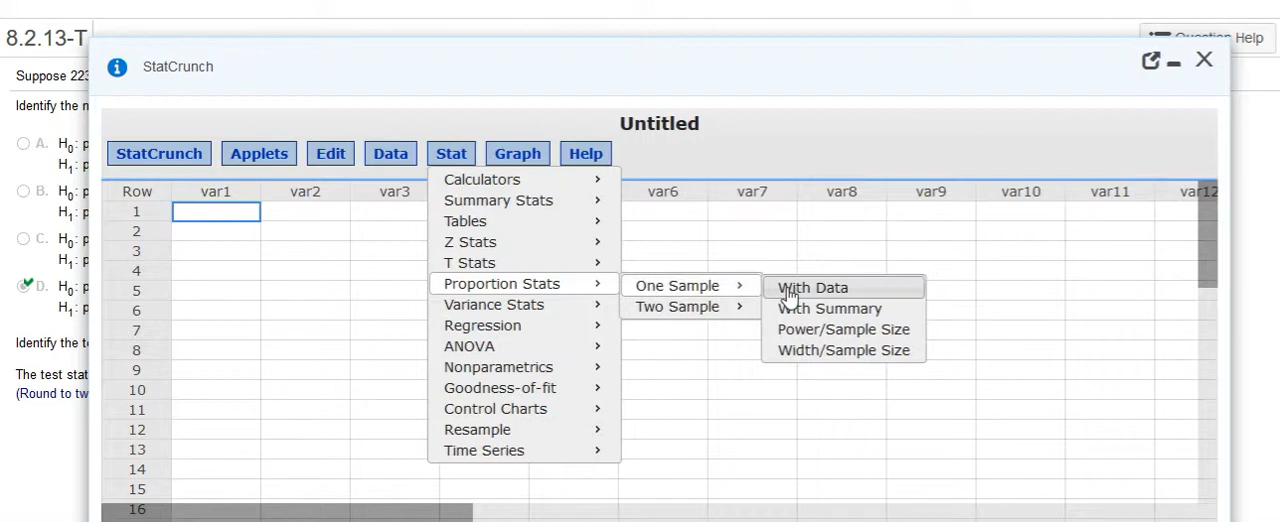 8.2.13-T
Question Help
Suppose 223
StatCrunch
Identify the n
Untitled
StatCrunch Applets Edit Data Stat Graph Help
A. H0: p
H1: p
B. H0: p
H1: p
C. H0: p
H1: p
D. H0: p
H1: p
Identify the te
The test stat
(Round to tw
Row var1 var2 var3 var6 var7 var8 var9 var10 var11 var12
1
2
3
4
5
6
7
8
9
10
11
12
13
14
15
16
Calculators
Summary Stats
Tables
Z Stats
T Stats
Proportion Stats
Variance Stats
Regression
ANOVA
Nonparametrics
Goodness-of-fit
Control Charts
Resample
Time Series
One Sample
Two Sample
With Data
With Summary
Power/Sample Size
Width/Sample Size